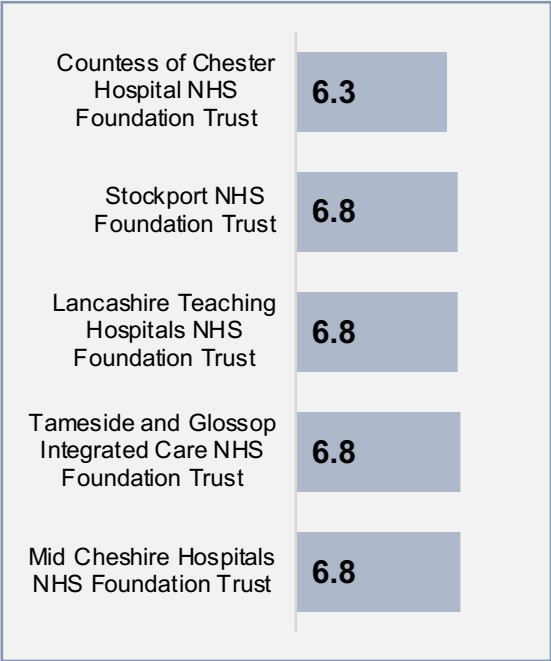 Countess of Chester
Hospital NHS
Foundation Trust
6.3
Stockport NHS
Foundation Trust
6.8
Lancashire Teaching
Hospitals NHS
Foundation Trust
6.8
Tameside and Glossop
Integrated Care NHS
Foundation Trust
6.8
Mid Cheshire Hospitals
NHS Foundation Trust
6.8